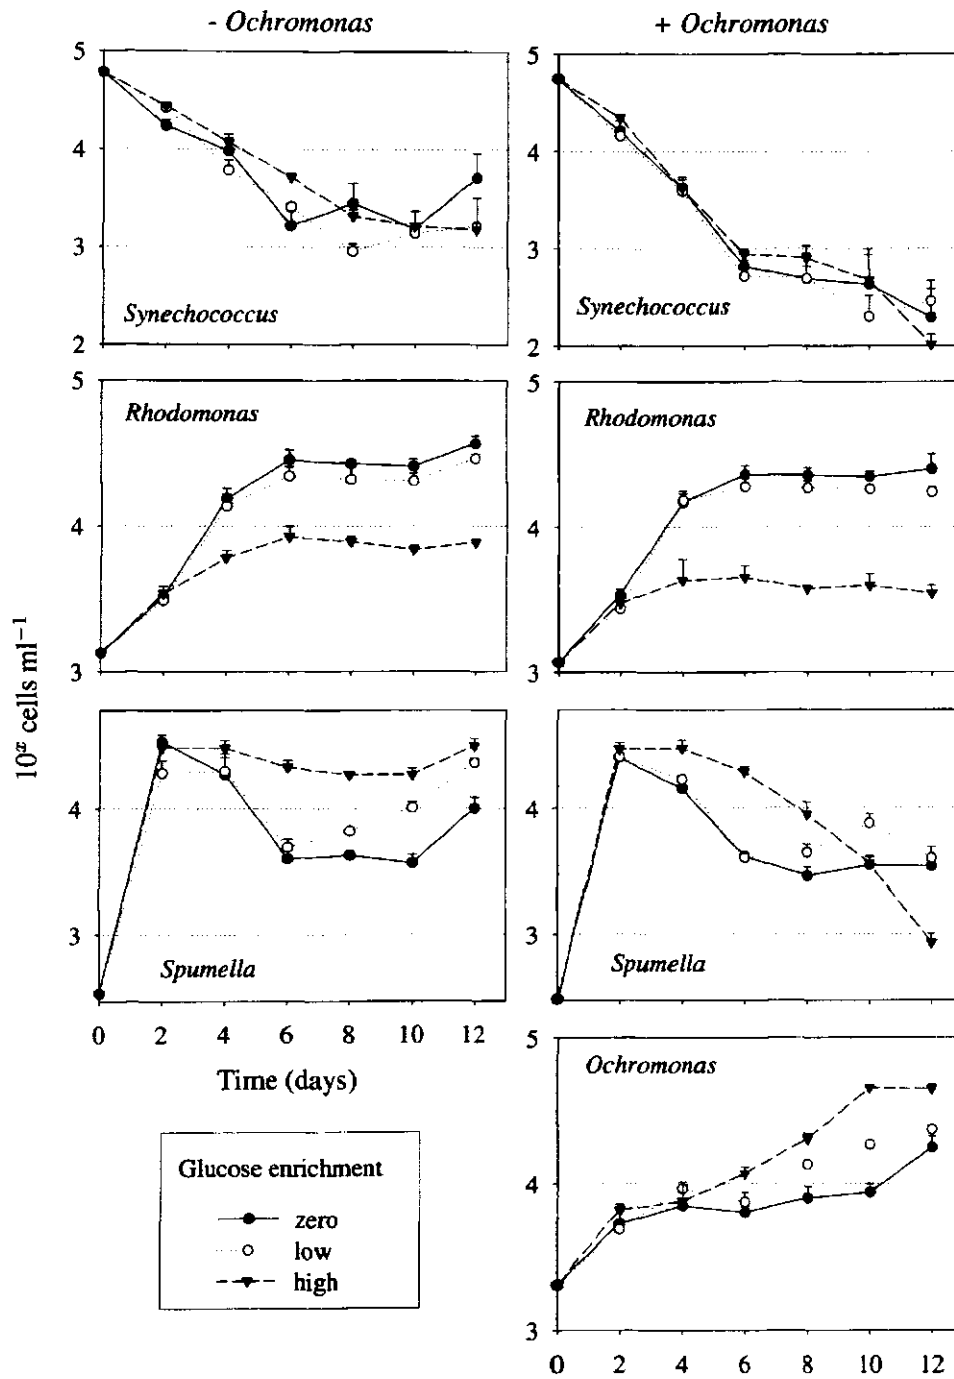 - Ochromonas
+ Ochromonas
5
4
3
2
Synechococcus
5
4
3
2
Synechococcus
5
4
3
Rhodomonas
5
4
3
Rhodomonas
10^x cells ml^−1
4
3
Spumella
0 2 4 6 8 10 12
Time (days)
4
3
Spumella
Glucose enrichment
zero
low
high
5
4
3
Ochromonas
0 2 4 6 8 10 12